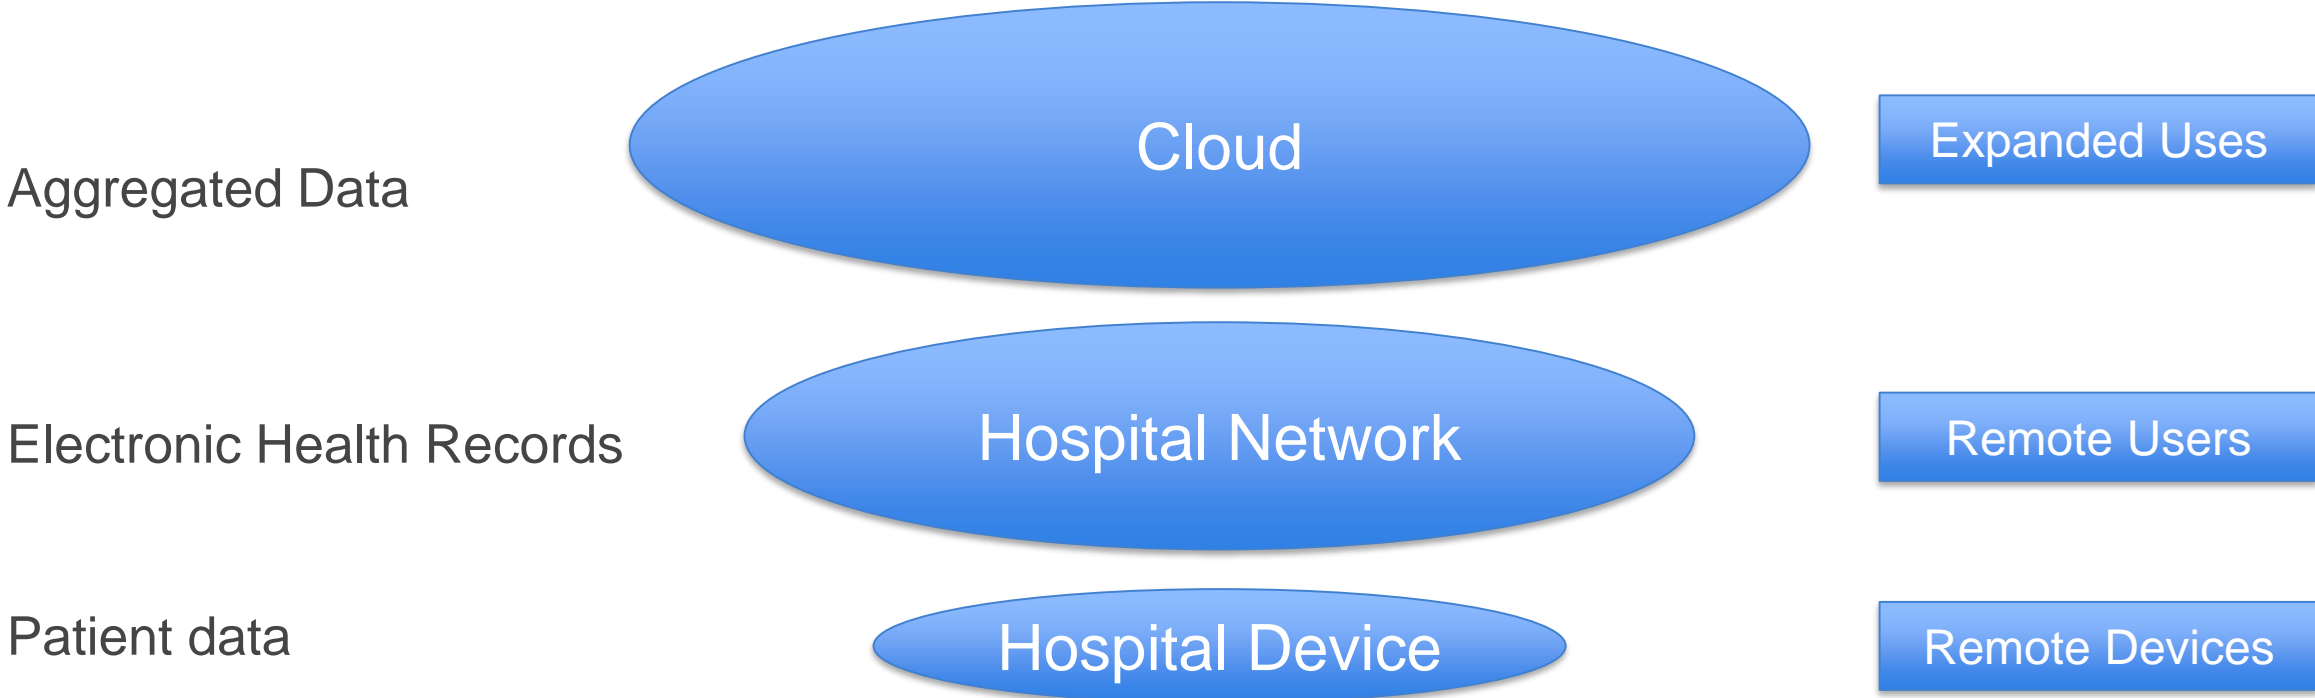 Aggregated Data
Cloud
Expanded Uses
Electronic Health Records
Hospital Network
Remote Users
Patient data
Hospital Device
Remote Devices